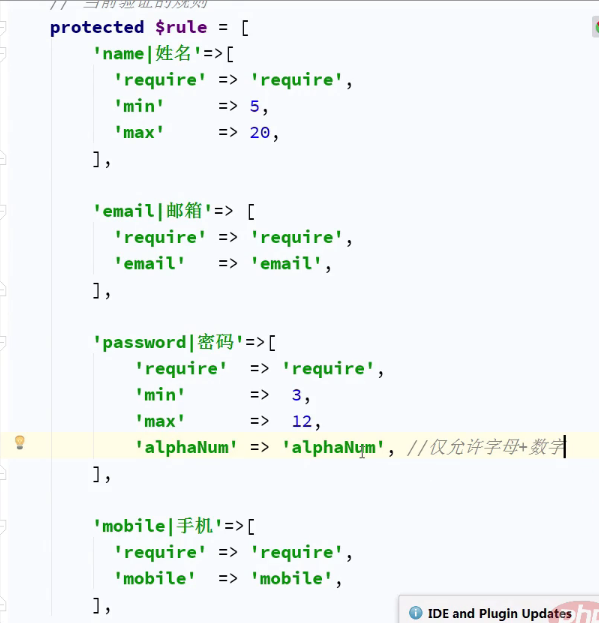 // 当前验证的规则
protected $rule = [
'name|姓名'=>[
'require' => 'require',
'min' => 5,
'max' => 20,
],
'email|邮箱'=> [
'require' => 'require',
'email' => 'email',
],
'password|密码'=>[
'require' => 'require',
'min' => 3,
'max' => 12,
'alphaNum' => 'alphaNum', //仅允许字母+数字
],
'mobile|手机'=>[
'require' => 'require',
'mobile' => 'mobile',
],
IDE and Plugin Updates
php